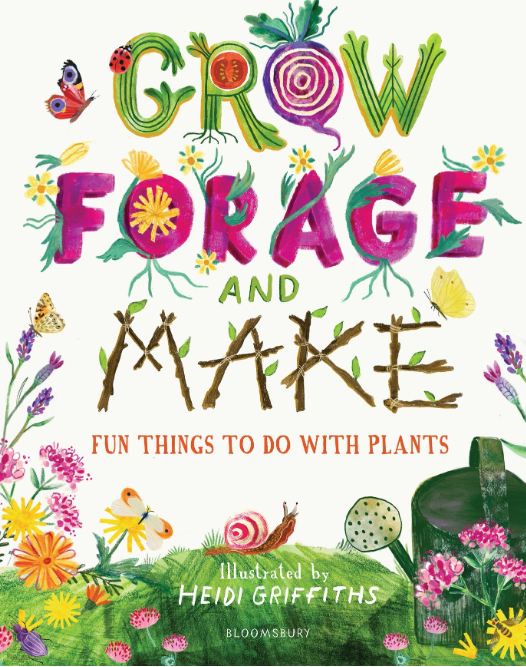 GROW
FORAGE
AND
MAKE
FUN THINGS TO DO WITH PLANTS
Illustrated by
HEIDI GRIFFITHS
BLOOMSBURY